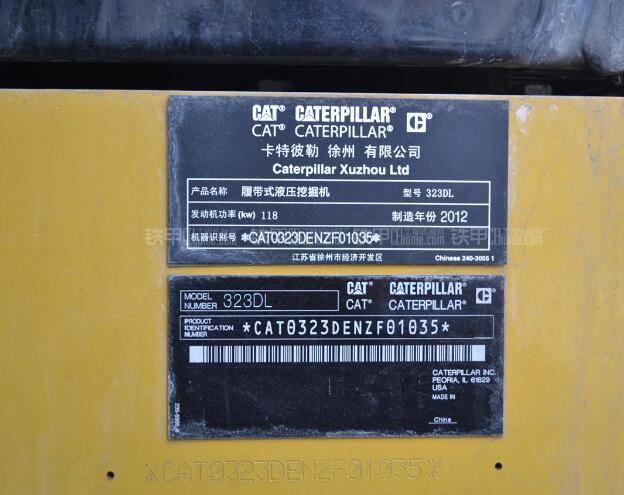 CAT® CATERPILLAR®
CAT® CATERPILLAR®
卡特彼勒 徐州 有限公司
Caterpillar Xuzhou Ltd
产品名称 履带式液压挖掘机 型号 323DL
发动机功率(kw) 118 制造年份 2012
机器识别号 *CAT0323DENZF01035*
江苏省徐州市经济开发区 Chinese 240-3055 1
MODEL NUMBER 323DL
CAT® CATERPILLAR®
CAT® CATERPILLAR®
PRODUCT IDENTIFICATION NUMBER *CAT0323DENZF01035*
CATERPILLAR INC.
PEORIA, IL 61629
USA
MADE IN
China
*CAT0323DENZF01035*